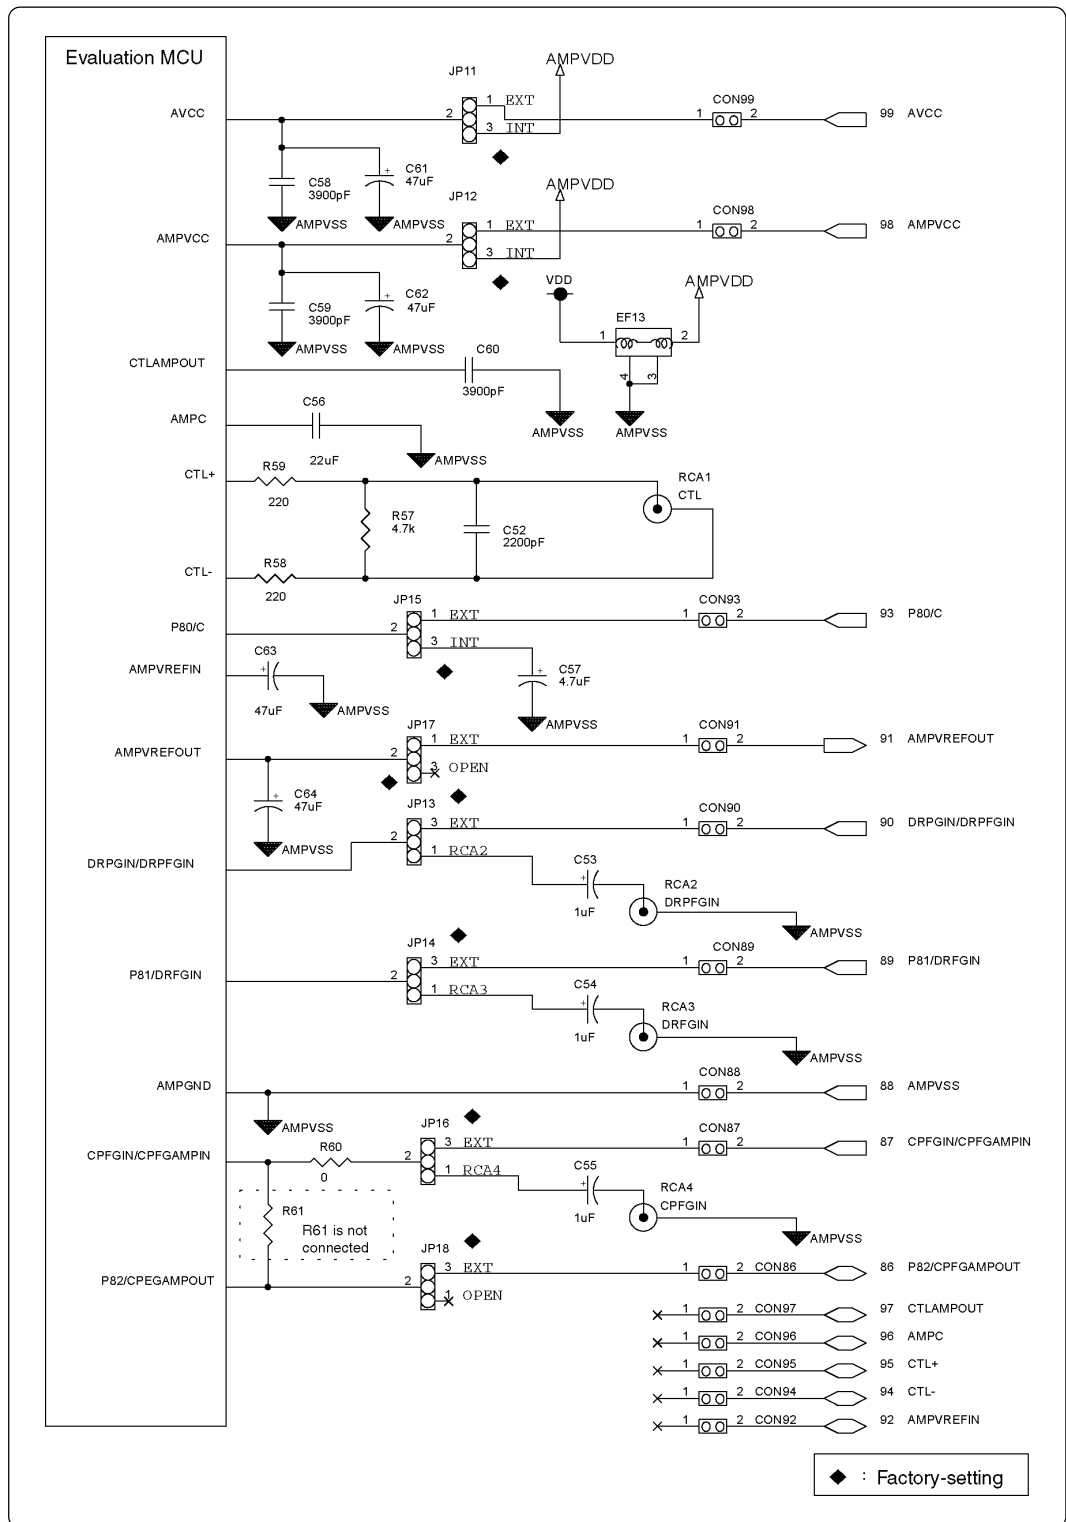 Evaluation MCU
AMPVDD
JP11
AVCC
2
1 EXT
3 INT
CON99
1 2
99 AVCC
C58
3900pF
+
C61
47uF
AMPVSS AMPVSS
AMPVDD
JP12
AMPVCC
2
1 EXT
3 INT
CON98
1 2
98 AMPVCC
C59
3900pF
+
C62
47uF
AMPVSS AMPVSS
VDD
AMPVDD
EF13
1 2
4 3
AMPVSS
CTLAMPOUT
C60
3900pF
AMPVSS
AMPC
C56
22uF
AMPVSS
CTL+
R59
220
R57
4.7k
C52
2200pF
RCA1
CTL
CTL-
R58
220
P80/C
JP15
2
1 EXT
3 INT
CON93
1 2
93 P80/C
AMPVREFIN
C63
+
47uF
AMPVSS
+
C57
4.7uF
AMPVSS
AMPVREFOUT
JP17
2
1 EXT
3 OPEN
CON91
1 2
91 AMPVREFOUT
+
C64
47uF
AMPVSS
DRPGIN/DRPFGIN
JP13
2
3 EXT
1 RCA2
CON90
1 2
90 DRPGIN/DRPFGIN
C53
+
1uF
RCA2
DRPFGIN
AMPVSS
P81/DRFGIN
JP14
2
3 EXT
1 RCA3
CON89
1 2
89 P81/DRFGIN
C54
+
1uF
RCA3
DRFGIN
AMPVSS
AMPGND
AMPVSS
CON88
1 2
88 AMPVSS
CPFGIN/CPFGAMPIN
R60
0
JP16
2
3 EXT
1 RCA4
CON87
1 2
87 CPFGIN/CPFGAMPIN
C55
+
1uF
RCA4
CPFGIN
AMPVSS
R61
R61 is not
connected
P82/CPEGAMPOUT
JP18
2
3 EXT
1 OPEN
1 2 CON86 86 P82/CPFGAMPOUT
1 2 CON97 97 CTLAMPOUT
1 2 CON96 96 AMPC
1 2 CON95 95 CTL+
1 2 CON94 94 CTL-
1 2 CON92 92 AMPVREFIN
◆ : Factory-setting